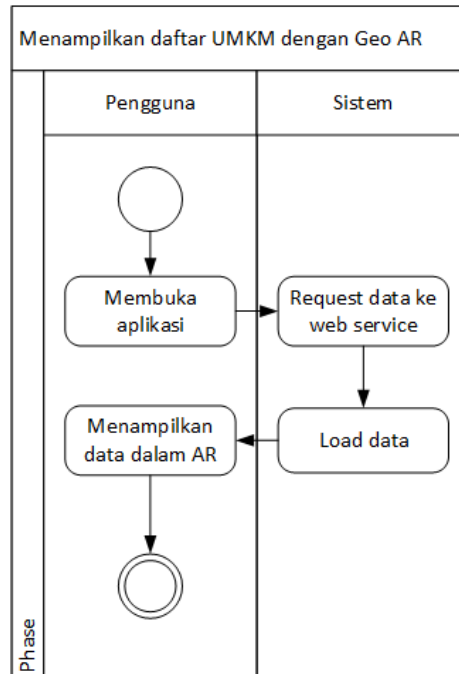 Menampilkan daftar UMKM dengan Geo AR
Pengguna
Sistem
Membuka
aplikasi
Request data ke
web service
Menampilkan
data dalam AR
Load data
Phase